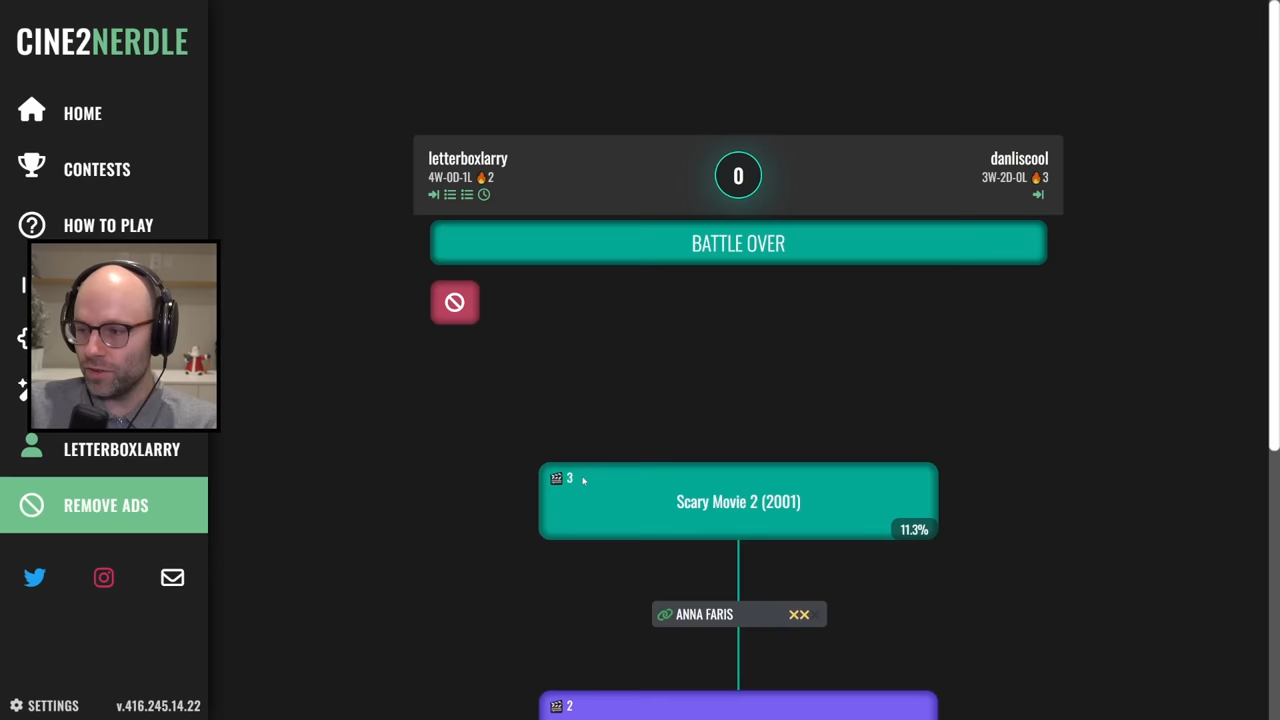 CINE2NERDLE
HOME
CONTESTS
HOW TO PLAY
LETTERBOXLARRY
REMOVE ADS
SETTINGS
v.416.245.14.22
letterboxlarry
4W-0D-1L 🔥2
0
danliscool
3W-2D-0L 🔥3
BATTLE OVER
3
Scary Movie 2 (2001)
11.3%
ANNA FARIS
2